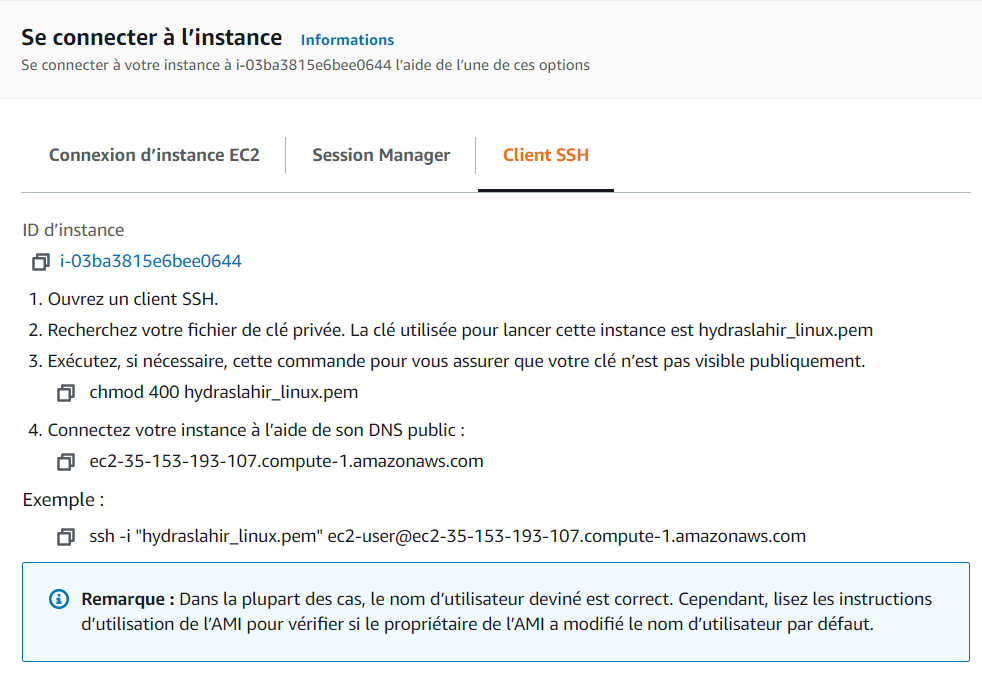 Se connecter à l’instance Informations
Se connecter à votre instance à i-03ba3815e6bee0644 l’aide de l’une de ces options
Connexion d’instance EC2 Session Manager Client SSH
ID d’instance
i-03ba3815e6bee0644
1. Ouvrez un client SSH.
2. Recherchez votre fichier de clé privée. La clé utilisée pour lancer cette instance est hydraslahir_linux.pem
3. Exécutez, si nécessaire, cette commande pour vous assurer que votre clé n’est pas visible publiquement.
chmod 400 hydraslahir_linux.pem
4. Connectez votre instance à l’aide de son DNS public :
ec2-35-153-193-107.compute-1.amazonaws.com
Exemple :
ssh -i "hydraslahir_linux.pem" ec2-user@ec2-35-153-193-107.compute-1.amazonaws.com
Remarque : Dans la plupart des cas, le nom d’utilisateur deviné est correct. Cependant, lisez les instructions
d’utilisation de l’AMI pour vérifier si le propriétaire de l’AMI a modifié le nom d’utilisateur par défaut.